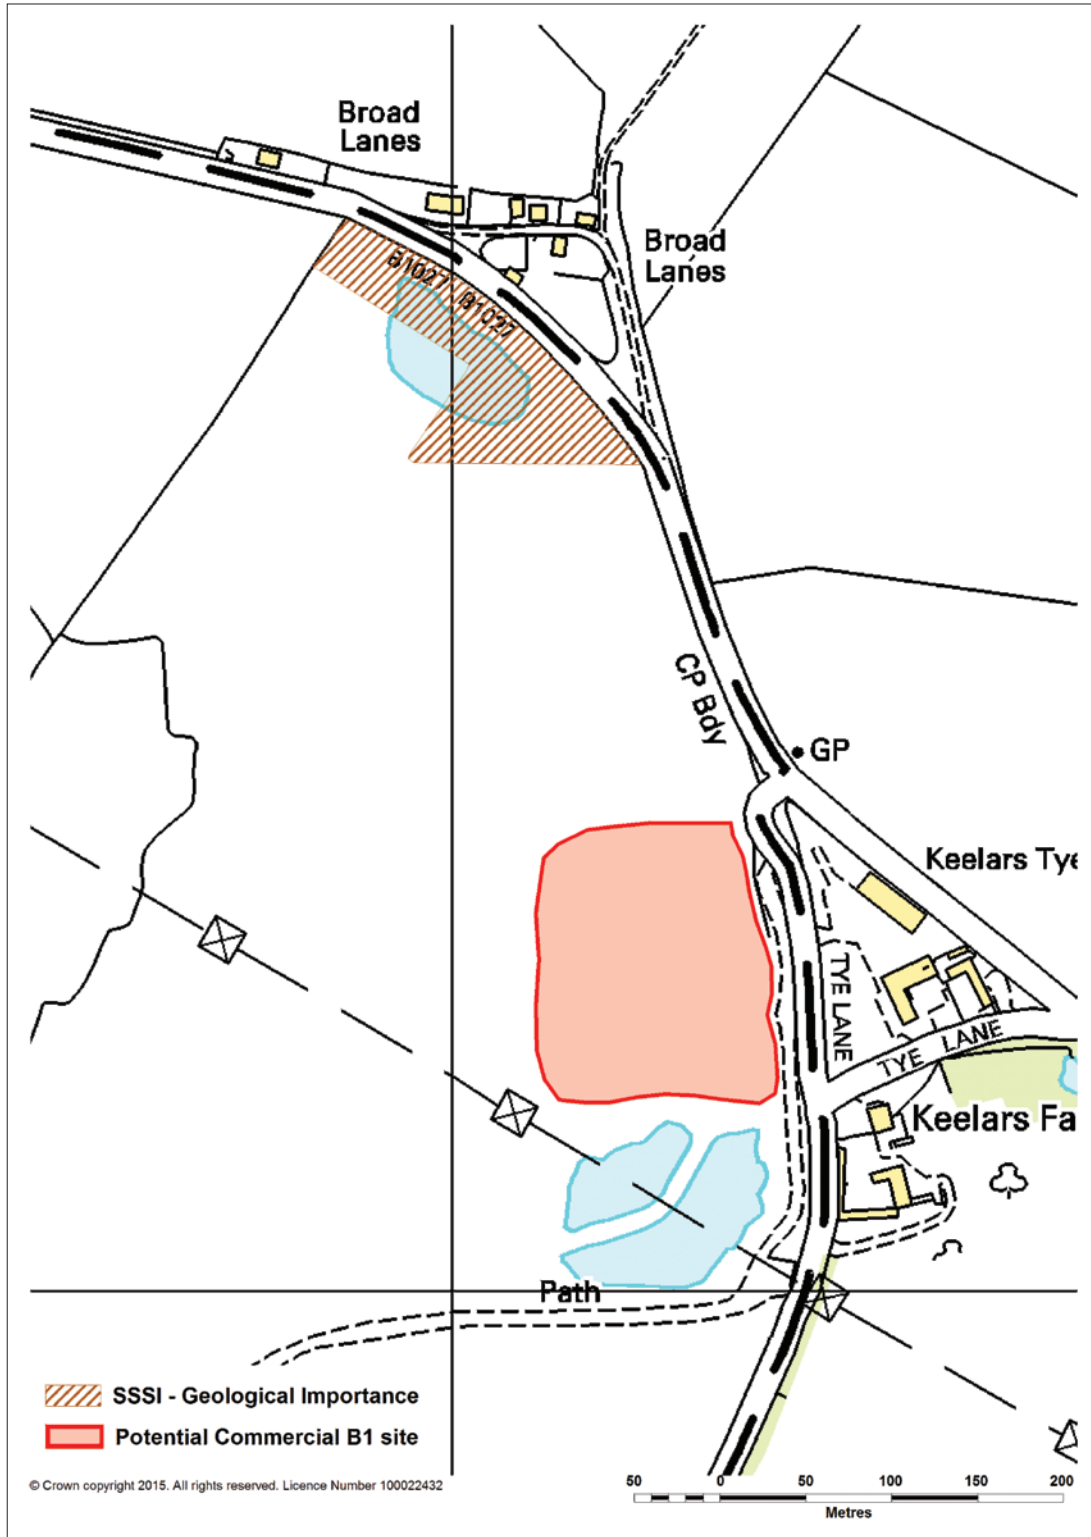 Broad
Lanes
Broad
Lanes
B1027 B1027
CP Bdy
GP
Keelars Tye
TYE LANE
TYE LANE
Keelars Fa
Path
SSSI - Geological Importance
Potential Commercial B1 site
© Crown copyright 2015. All rights reserved. Licence Number 100022432
50 0 50 100 150 200
Metres